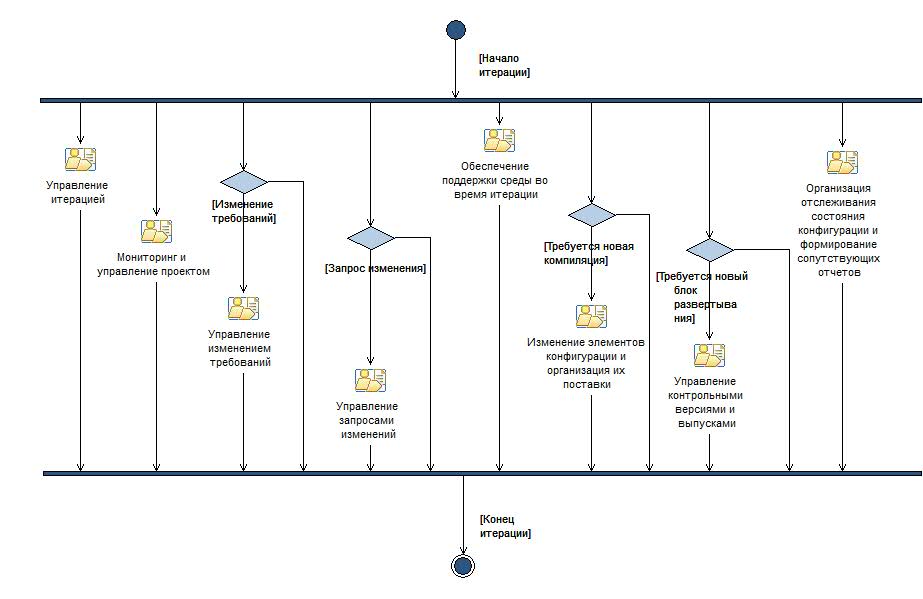 [Начало
итерации]
Управление
итерацией
Мониторинг и
управление проектом
[Изменение
требований]
Управление
изменением
требований
[Запрос изменения]
Управление
запросами
изменений
Обеспечение
поддержки среды во
время итерации
[Требуется новая
компиляция]
Изменение элементов
конфигурации и
организация их
поставки
[Требуется новый
блок
развертыва
ния]
Управление
контрольными
версиями и
выпусками
Организация
отслеживания
состояния
конфигурации и
формирование
сопутствующих
отчетов
[Конец
итерации]